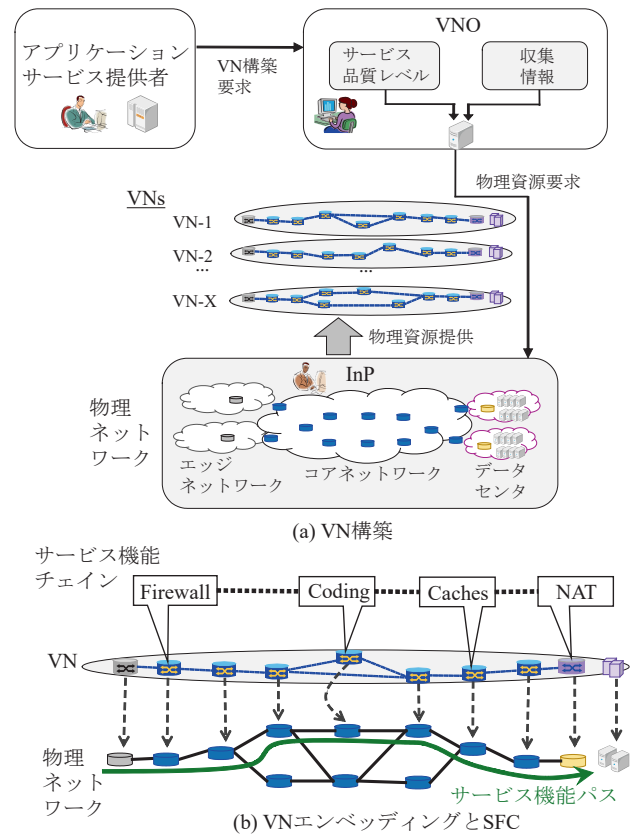 アプリケーション
サービス提供者
VN構築
要求
VNO
サービス
品質レベル
収集
情報
物理資源要求
VNs
VN-1
VN-2
...
...
VN-X
物理資源提供
InP
物理
ネット
ワーク
エッジ
ネットワーク
コアネットワーク
データ
センタ
(a) VN構築
サービス機能
チェイン
Firewall
Coding
Caches
NAT
VN
物理
ネット
ワーク
サービス機能パス
(b) VNエンベッディングとSFC